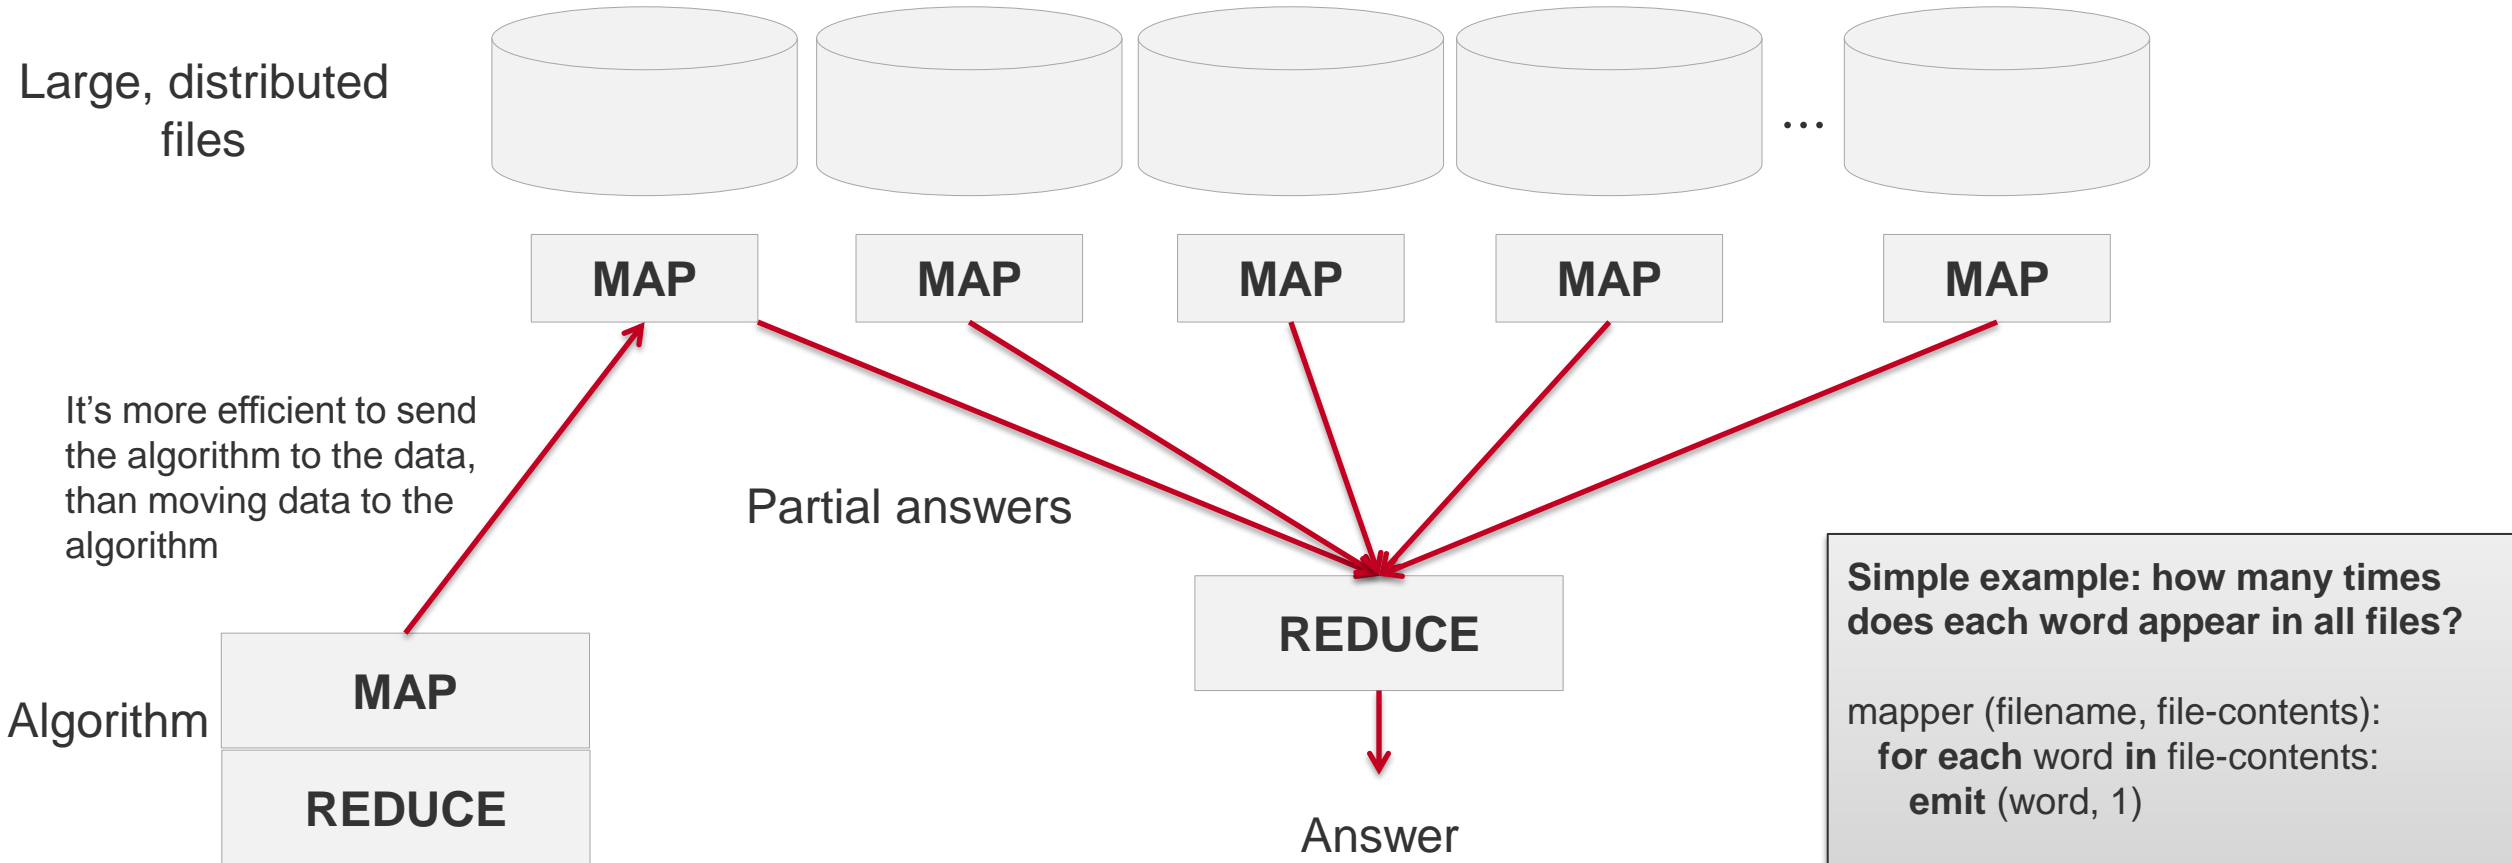 Large, distributed
files
...
MAP
MAP
MAP
MAP
MAP
It’s more efficient to send
the algorithm to the data,
than moving data to the
algorithm
Partial answers
Algorithm
MAP
REDUCE
REDUCE
Answer
Simple example: how many times
does each word appear in all files?
mapper (filename, file-contents):
for each word in file-contents:
emit (word, 1)